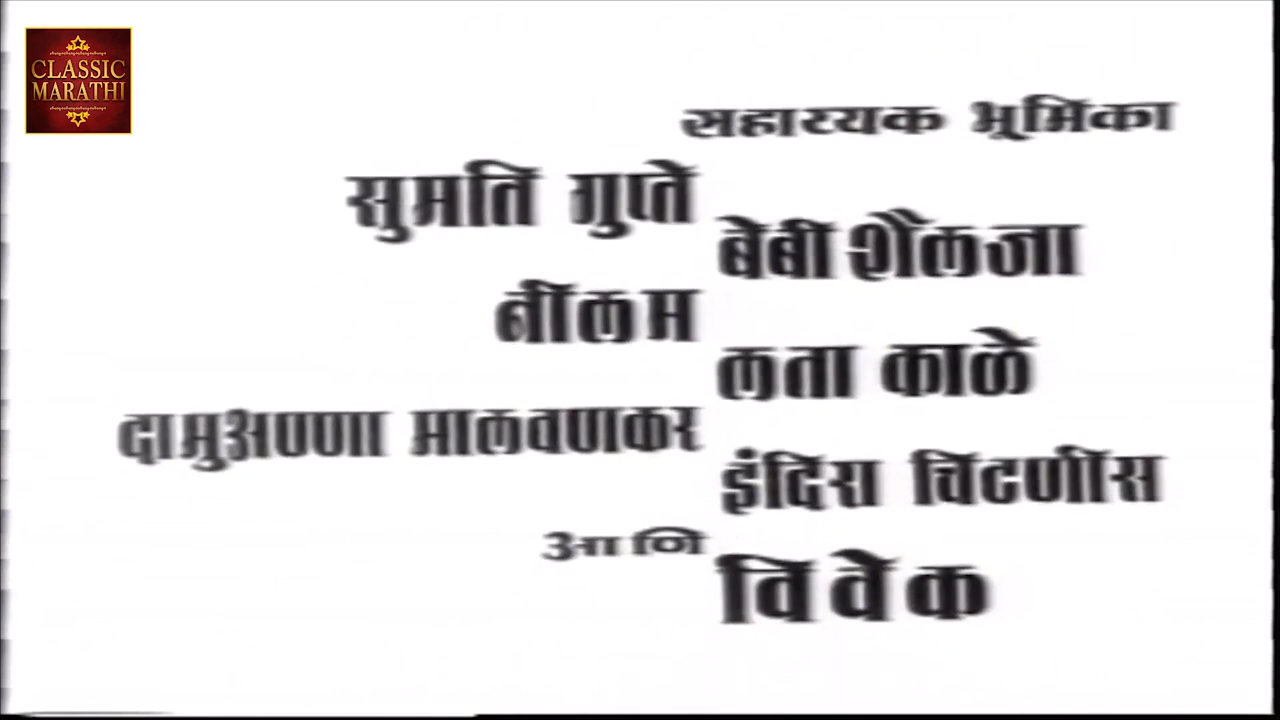 CLASSIC
MARATHI
सहाय्यक भूमिका
सुमति गुप्ते
बेबी शैलजा
नीलम
लता काळे
दामुअण्णा मालवणकर
इंदिरा चिटणीस
आणि
विवेक